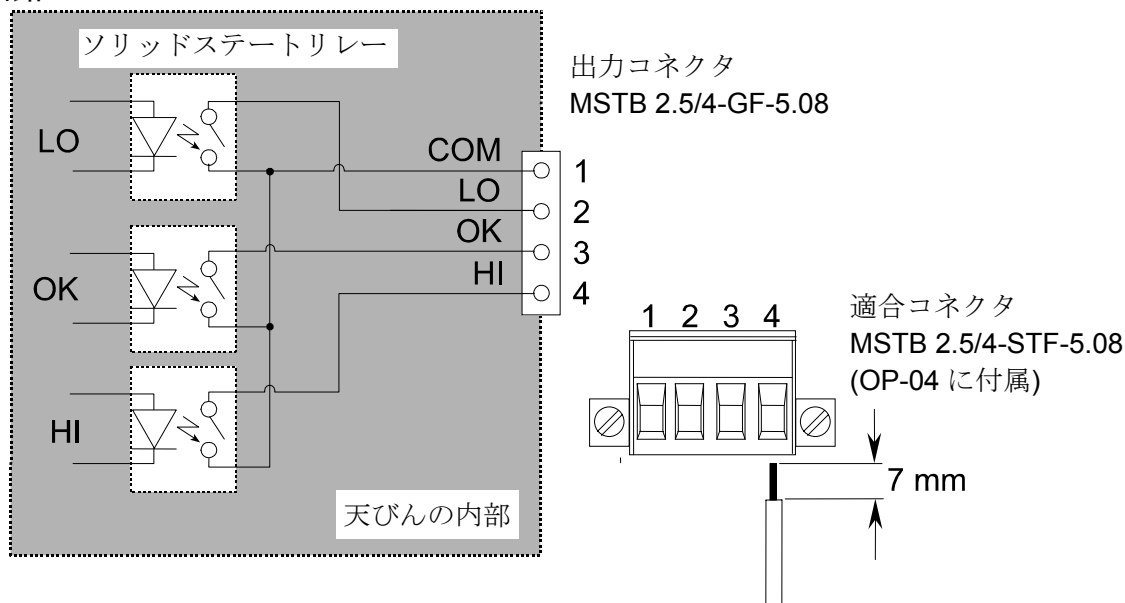 ソリッドステートリレー
LO
OK
HI
天びんの内部
COM
LO
OK
HI
1
2
3
4
出力コネクタ
MSTB 2.5/4-GF-5.08
1 2 3 4
適合コネクタ
MSTB 2.5/4-STF-5.08
(OP-04 に付属)
7 mm